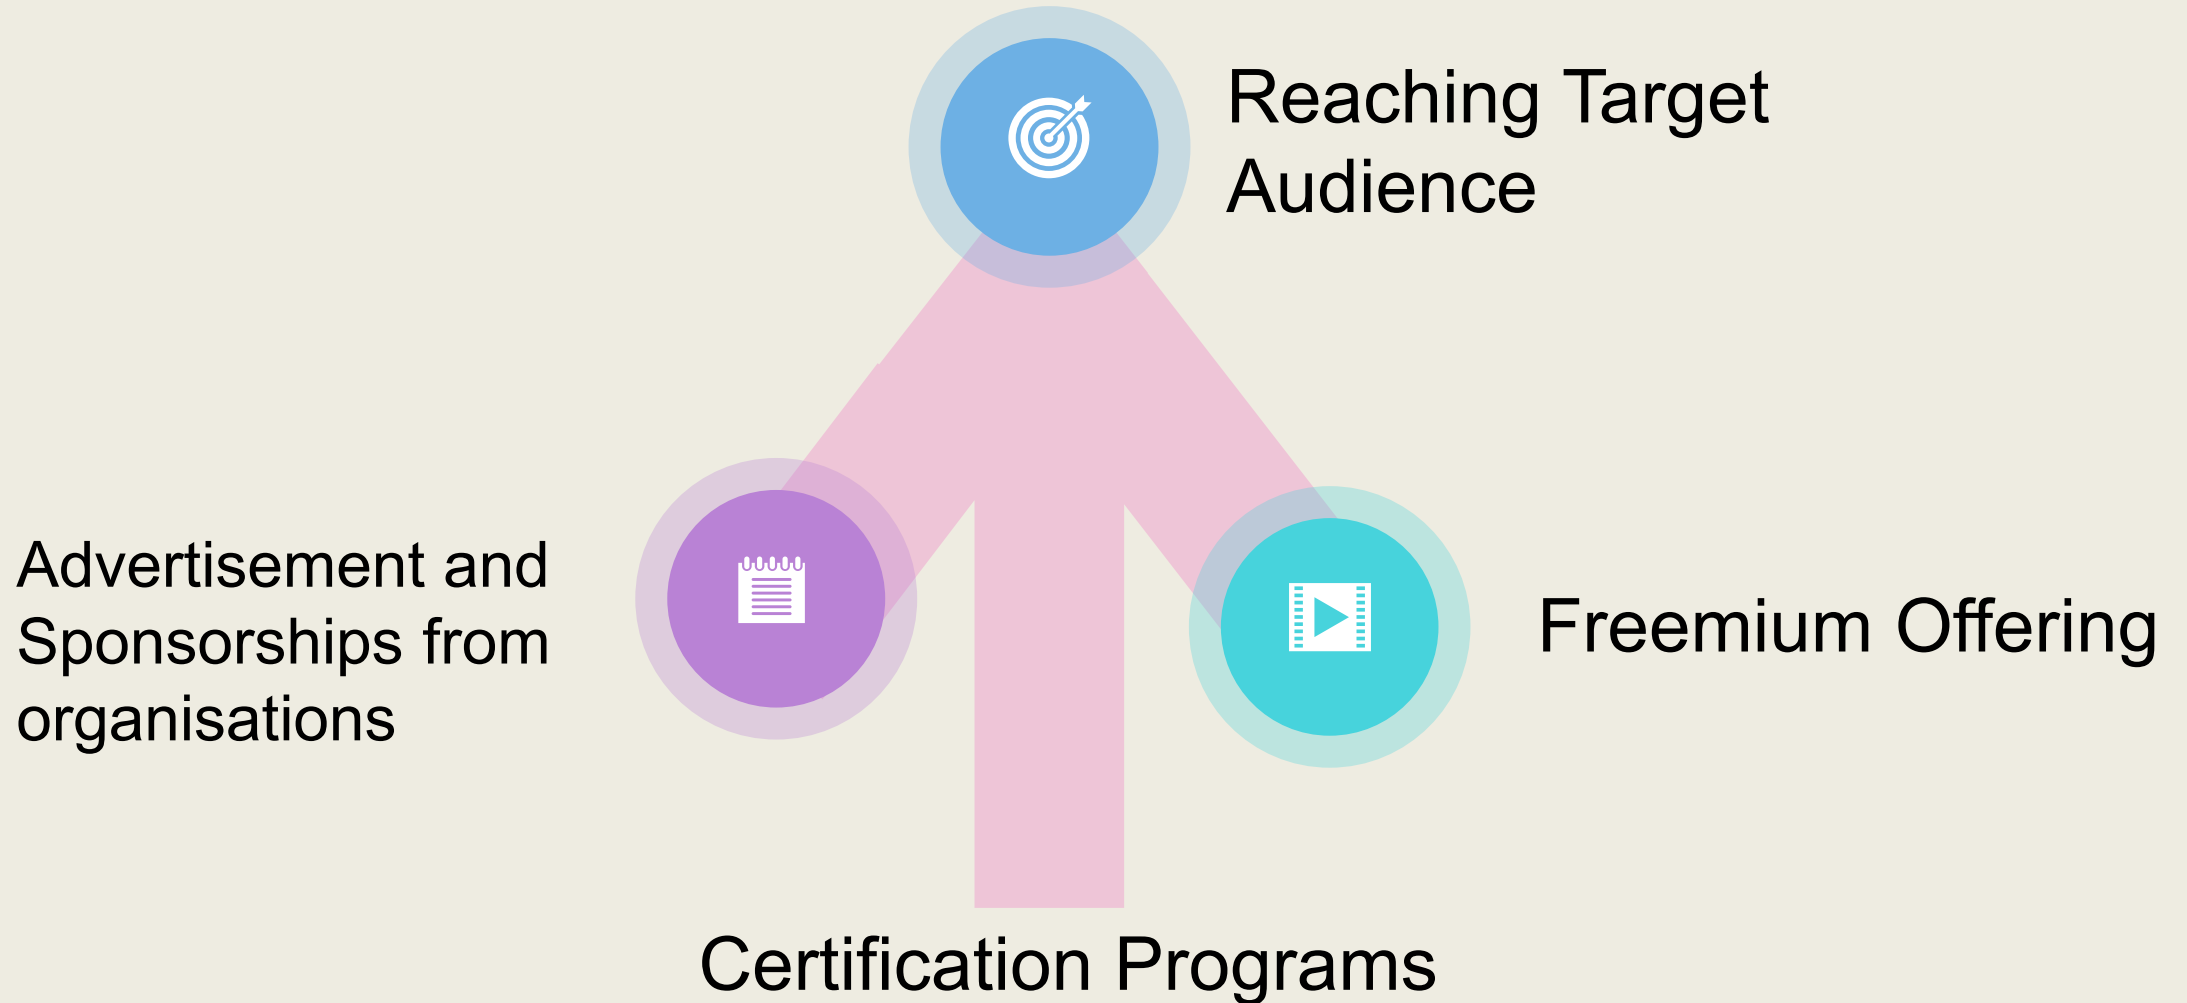 Reaching Target
Audience
Advertisement and
Sponsorships from
organisations
Freemium Offering
Certification Programs